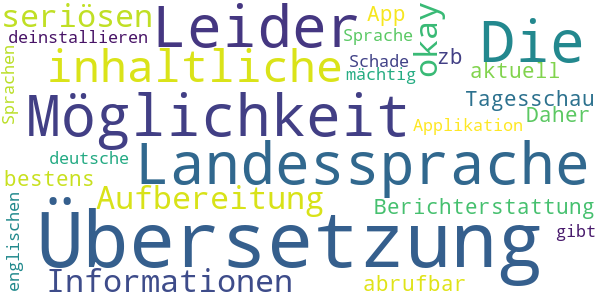 seriösen
Leider
App
okay
Die
deinstallieren
Sprache
inhaltliche
Schade
zb
Sprachen
mächtig
aktuell
Möglichkeit
Tagesschau
Applikation
Daher
deutsche
Landessprache
bestens
Aufbereitung
englischen
Berichterstattung
Übersetzung
gibt
Informationen
abrufbar